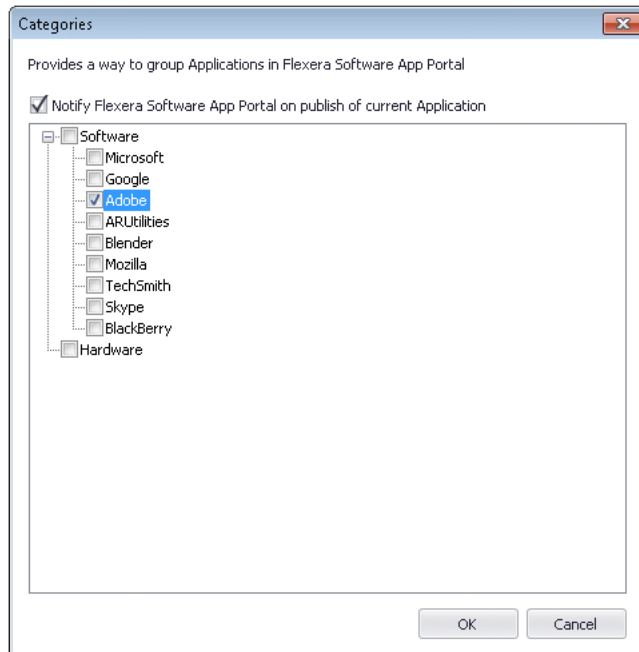 Categories
Provides a way to group Applications in Flexera Software App Portal
Notify Flexera Software App Portal on publish of current Application
Software
Microsoft
Google
Adobe
ARUtilities
Blender
Mozilla
TechSmith
Skype
BlackBerry
Hardware
OK Cancel